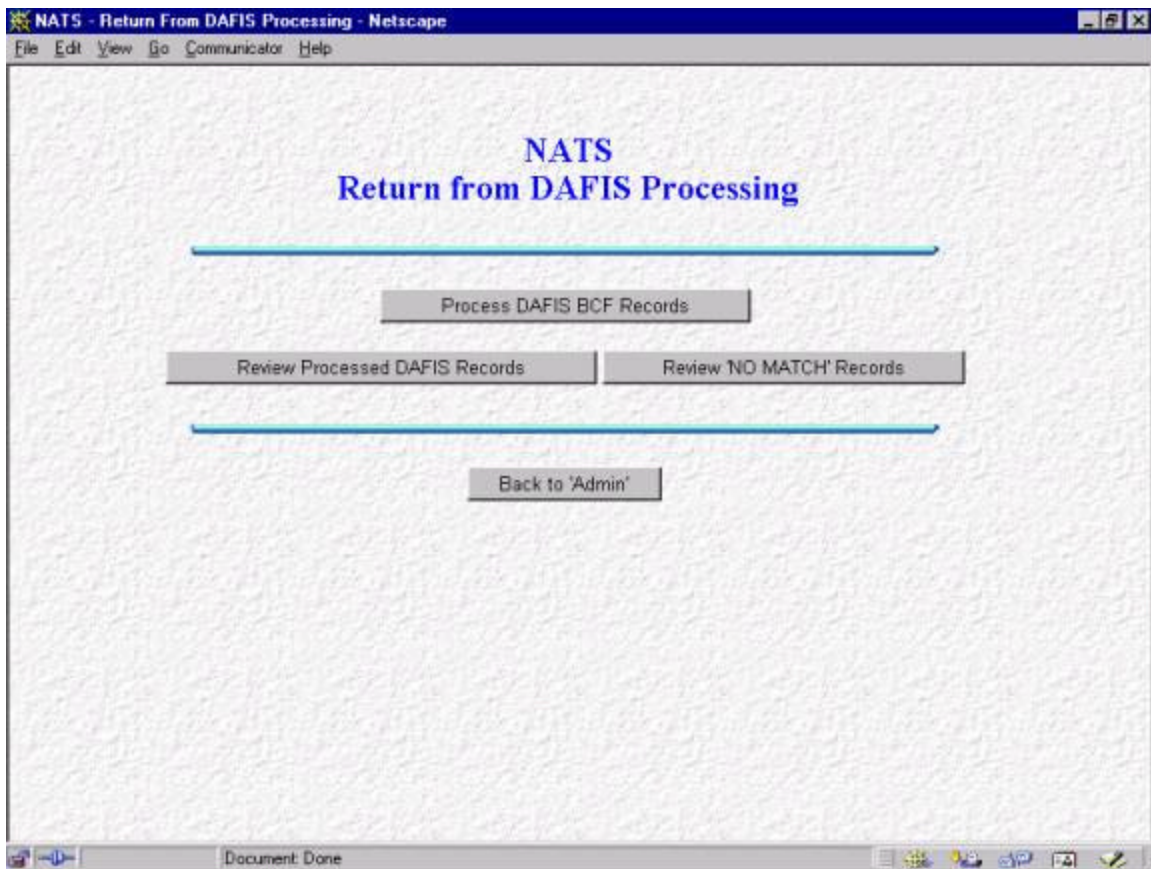 NATS - Return From DAFIS Processing - Netscape
File Edit View Go Communicator Help
NATS
Return from DAFIS Processing
Process DAFIS BCF Records
Review Processed DAFIS Records Review 'NO MATCH' Records
Back to 'Admin'
Document: Done